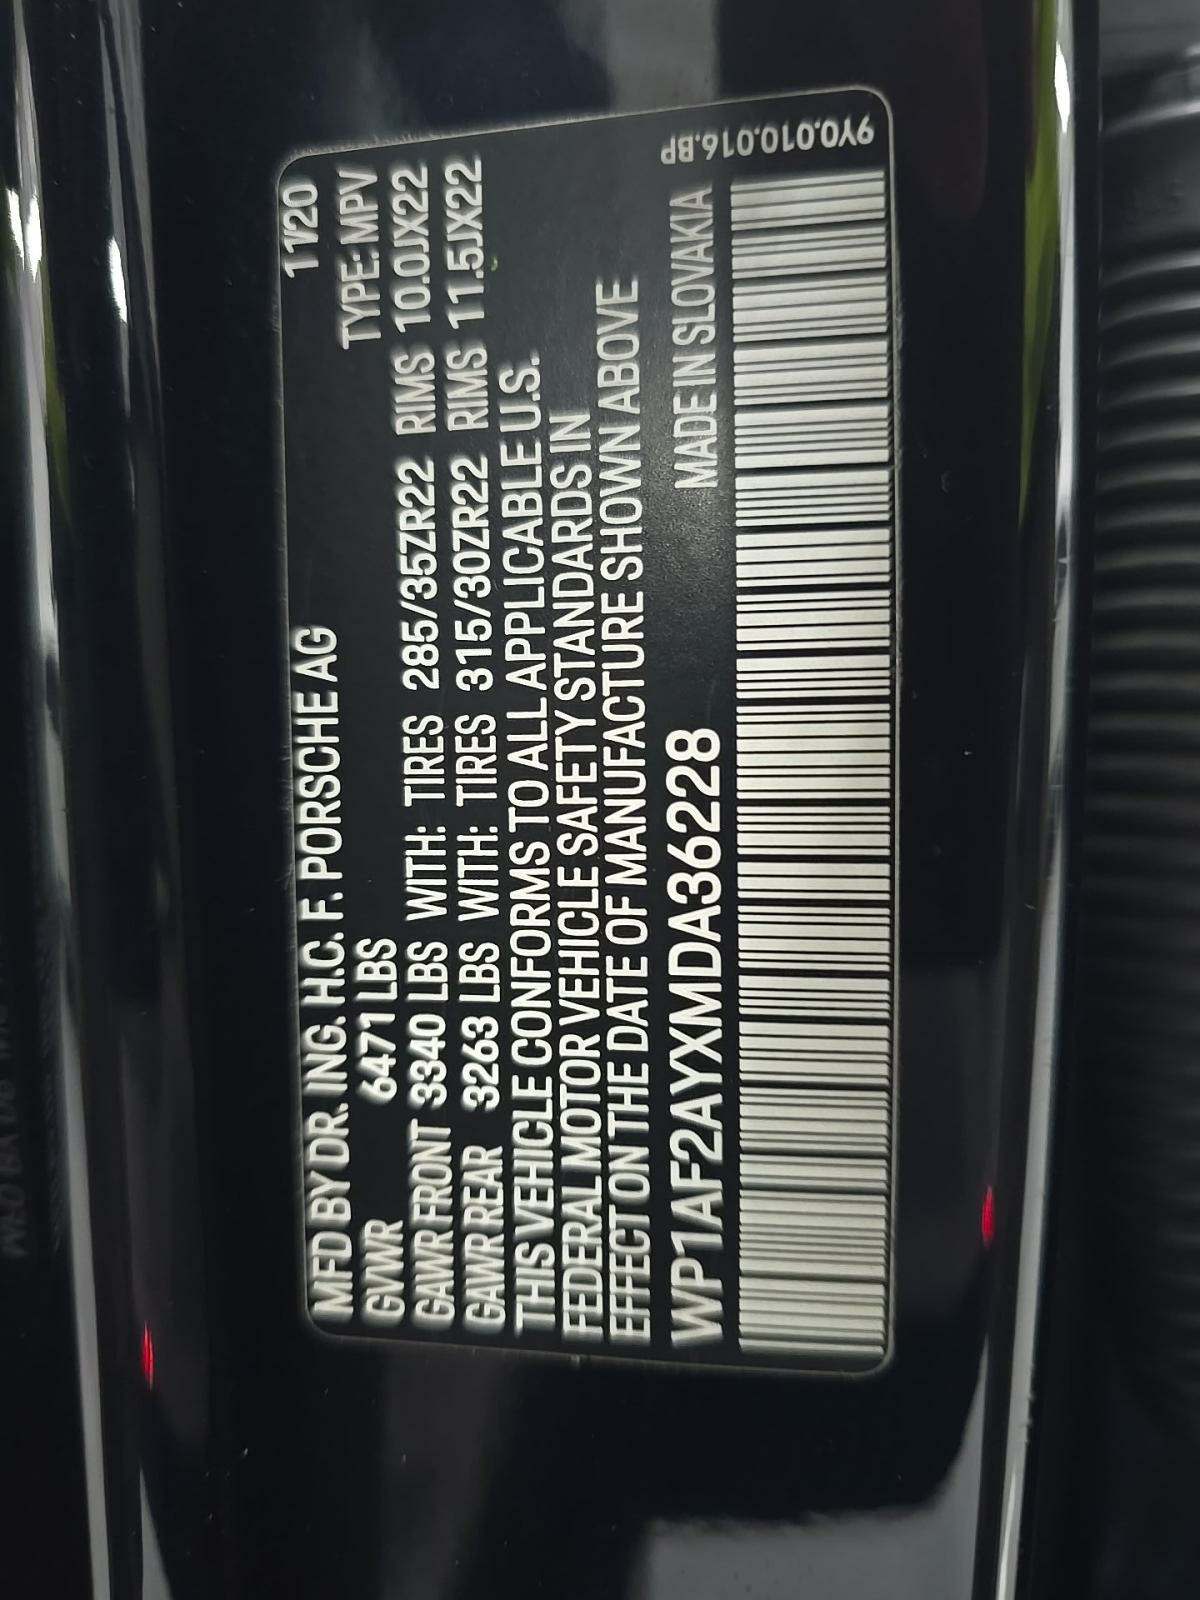 MFD BY DR. ING. H.C. F. PORSCHE AG 11/20
GVWR 6471 LBS TYPE: MPV
GAWR FRONT 3340 LBS WITH: TIRES 285/35ZR22 RIMS 10.0JX22
GAWR REAR 3263 LBS WITH: TIRES 315/30ZR22 RIMS 11.5JX22
THIS VEHICLE CONFORMS TO ALL APPLICABLE U.S.
FEDERAL MOTOR VEHICLE SAFETY STANDARDS IN
EFFECT ON THE DATE OF MANUFACTURE SHOWN ABOVE
WP1AF2AYXMDA36228 MADE IN SLOVAKIA
9Y0.010.016.BP